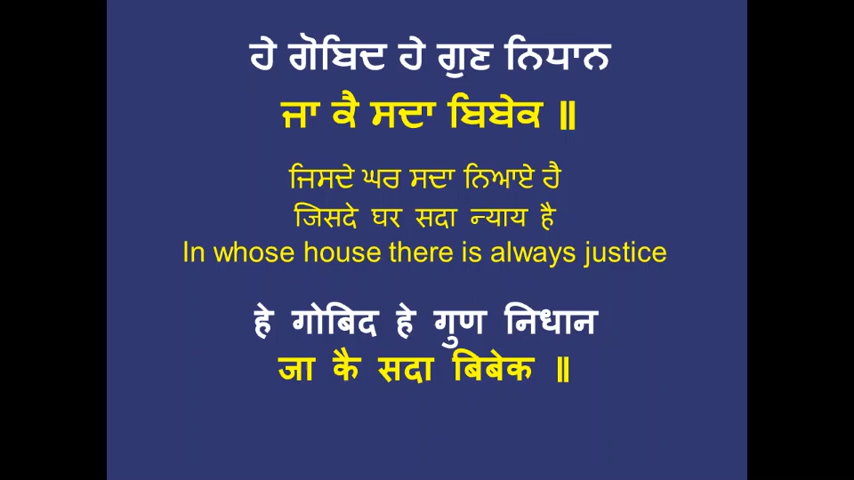 ਹੇ ਗੋਬਿਦ ਹੇ ਗੁਣ ਨਿਧਾਨ
ਜਾ ਕੈ ਸਦਾ ਬਿਬੇਕ ॥
ਜਿਸਦੇ ਘਰ ਸਦਾ ਨਿਆਏ ਹੈ
जिसदे घर सदा न्याय है
In whose house there is always justice
हे गोबिद हे गुण निधान
जा कै सदा बिबेक ॥